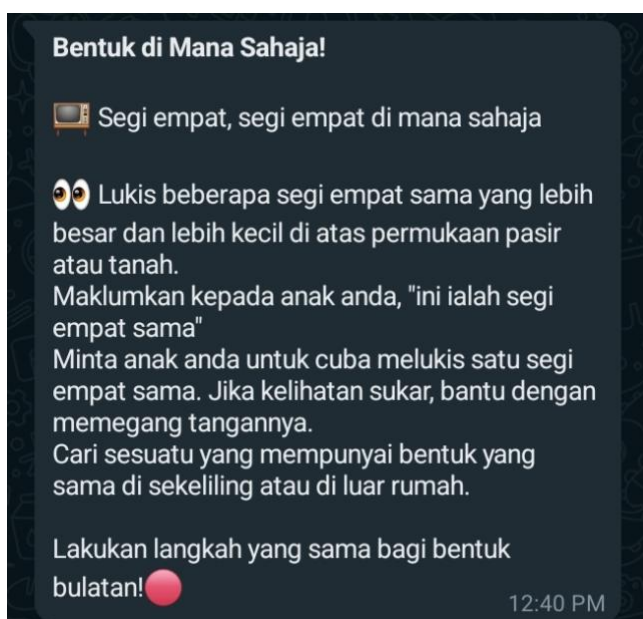 Bentuk di Mana Sahaja!
📺 Segi empat, segi empat di mana sahaja
👀 Lukis beberapa segi empat sama yang lebih
besar dan lebih kecil di atas permukaan pasir
atau tanah.
Maklumkan kepada anak anda, "ini ialah segi
empat sama"
Minta anak anda untuk cuba melukis satu segi
empat sama. Jika kelihatan sukar, bantu dengan
memegang tangannya.
Cari sesuatu yang mempunyai bentuk yang
sama di sekeliling atau di luar rumah.
Lakukan langkah yang sama bagi bentuk
bulatan!🔴
12:40 PM